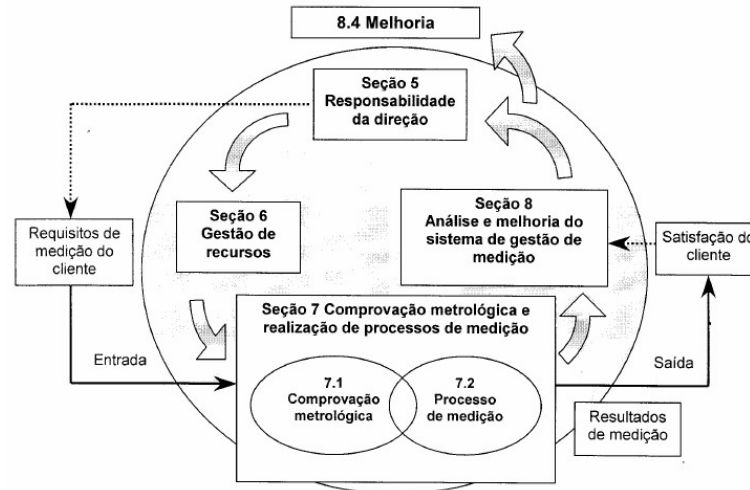 8.4 Melhoria
Seção 5
Responsabilidade
da direção
Seção 6
Gestão de
recursos
Seção 8
Análise e melhoria do
sistema de gestão de
medição
Requisitos de
medição do
cliente
Satisfação do
cliente
Seção 7 Comprovação metrológica e
realização de processos de medição
Entrada
Saída
7.1
Comprovação
metrológica
7.2
Processo
de medição
Resultados
de medição